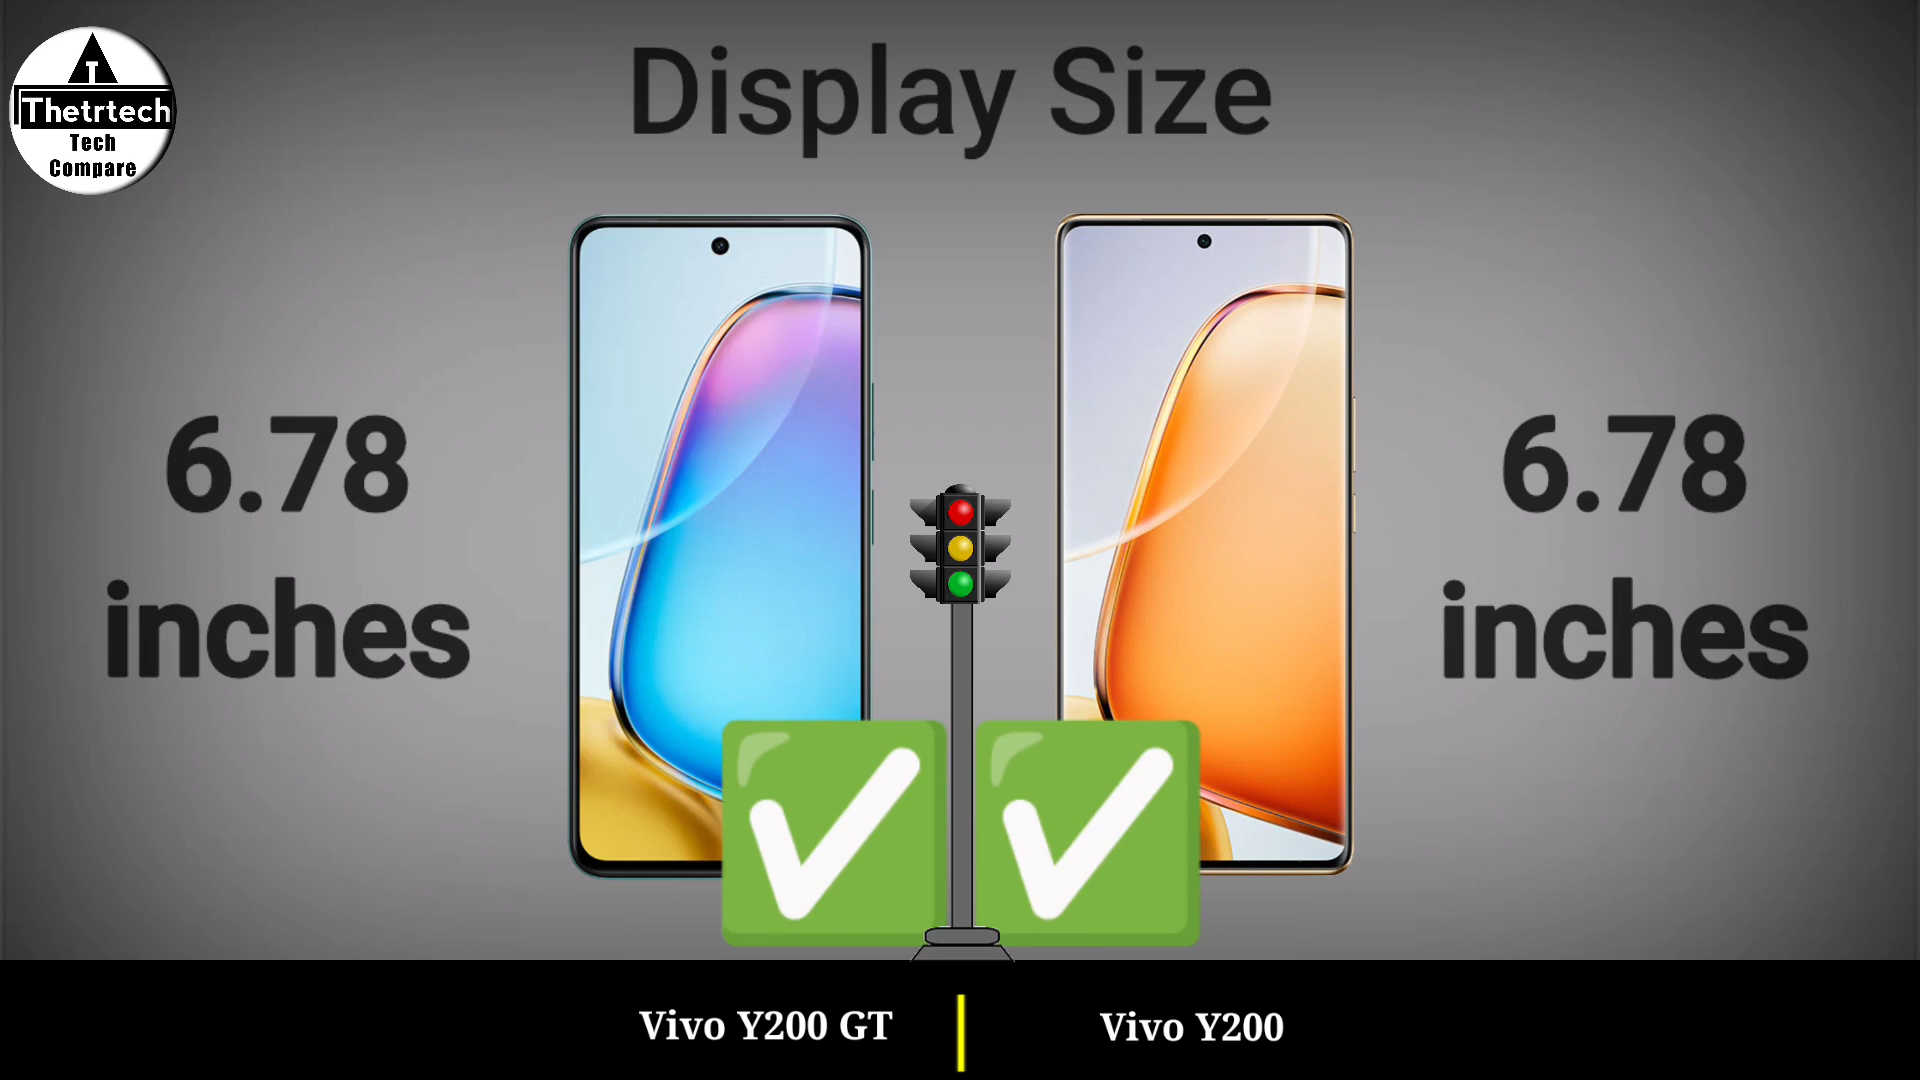 T
Thetrtech
Tech
Compare
Display Size
6.78
inches
6.78
inches
Vivo Y200 GT
Vivo Y200